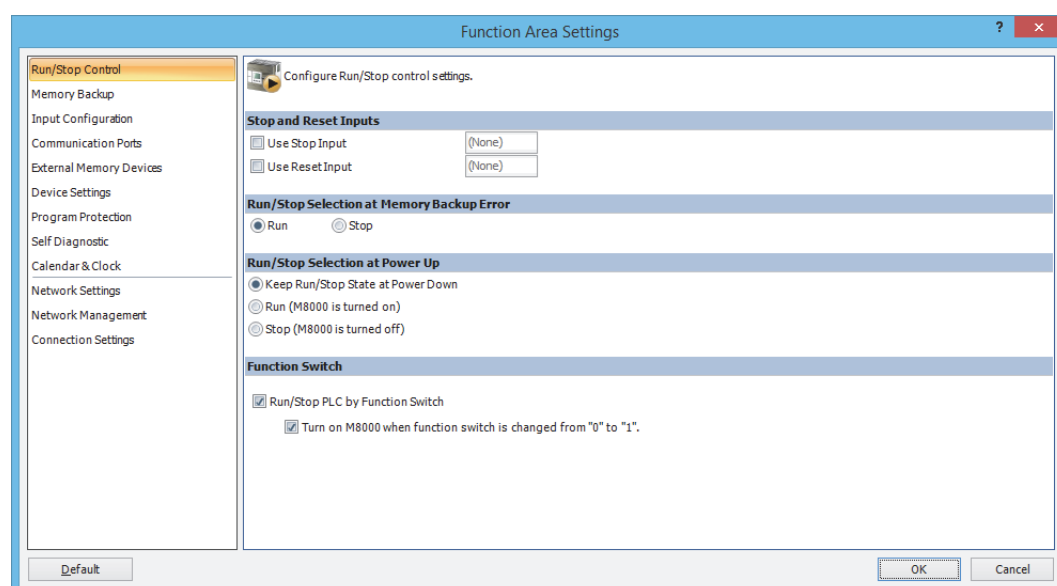 Function Area Settings
?
×
Run/Stop Control
Memory Backup
Input Configuration
Communication Ports
External Memory Devices
Device Settings
Program Protection
Self Diagnostic
Calendar & Clock
Network Settings
Network Management
Connection Settings
Configure Run/Stop control settings.
Stop and Reset Inputs
Use Stop Input (None)
Use Reset Input (None)
Run/Stop Selection at Memory Backup Error
Run Stop
Run/Stop Selection at Power Up
Keep Run/Stop State at Power Down
Run (M8000 is turned on)
Stop (M8000 is turned off)
Function Switch
Run/Stop PLC by Function Switch
Turn on M8000 when function switch is changed from "0" to "1".
Default OK Cancel